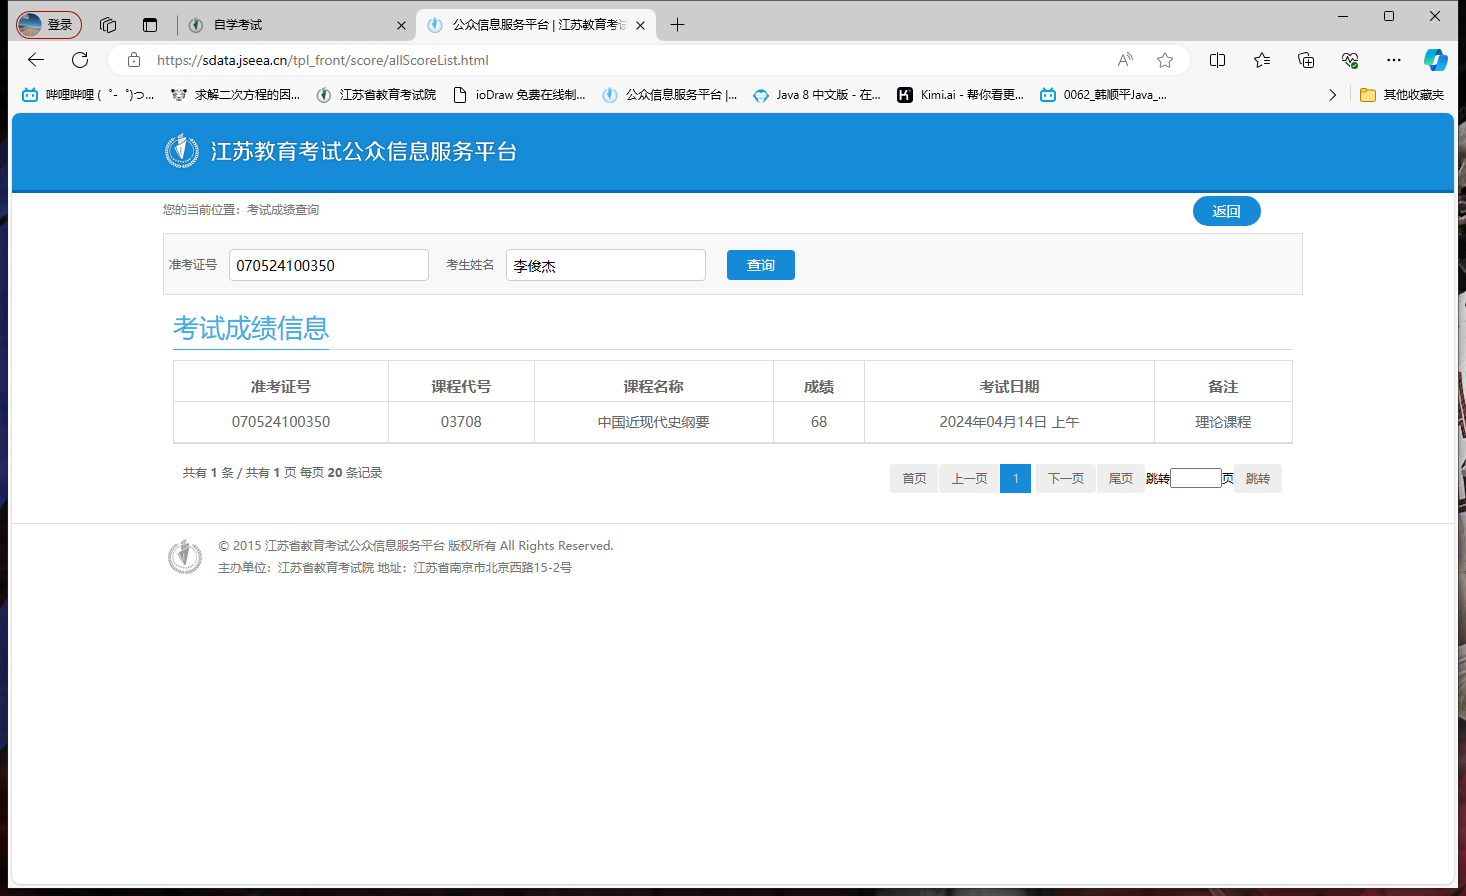 登录
自学考试
公众信息服务平台 | 江苏教育考试
https://sdata.jseea.cn/tpl_front/score/allScoreList.html
哔哩哔哩 ( ゜- ゜)つ...
求解二次方程的因...
江苏省教育考试院
ioDraw 免费在线制...
公众信息服务平台 |...
Java 8 中文版 - 在...
Kimi.ai - 帮你看更...
0062_韩顺平Java_...
其他收藏夹
江苏教育考试公众信息服务平台
您的当前位置：考试成绩查询
返回
准考证号 070524100350 考生姓名 李俊杰 查询
考试成绩信息
准考证号 课程代号 课程名称 成绩 考试日期 备注
070524100350 03708 中国近现代史纲要 68 2024年04月14日 上午 理论课程
共有 1 条 / 共有 1 页 每页 20 条记录
首页 上一页 1 下一页 尾页 跳转 页 跳转
© 2015 江苏省教育考试公众信息服务平台 版权所有 All Rights Reserved.
主办单位：江苏省教育考试院 地址：江苏省南京市北京西路15-2号